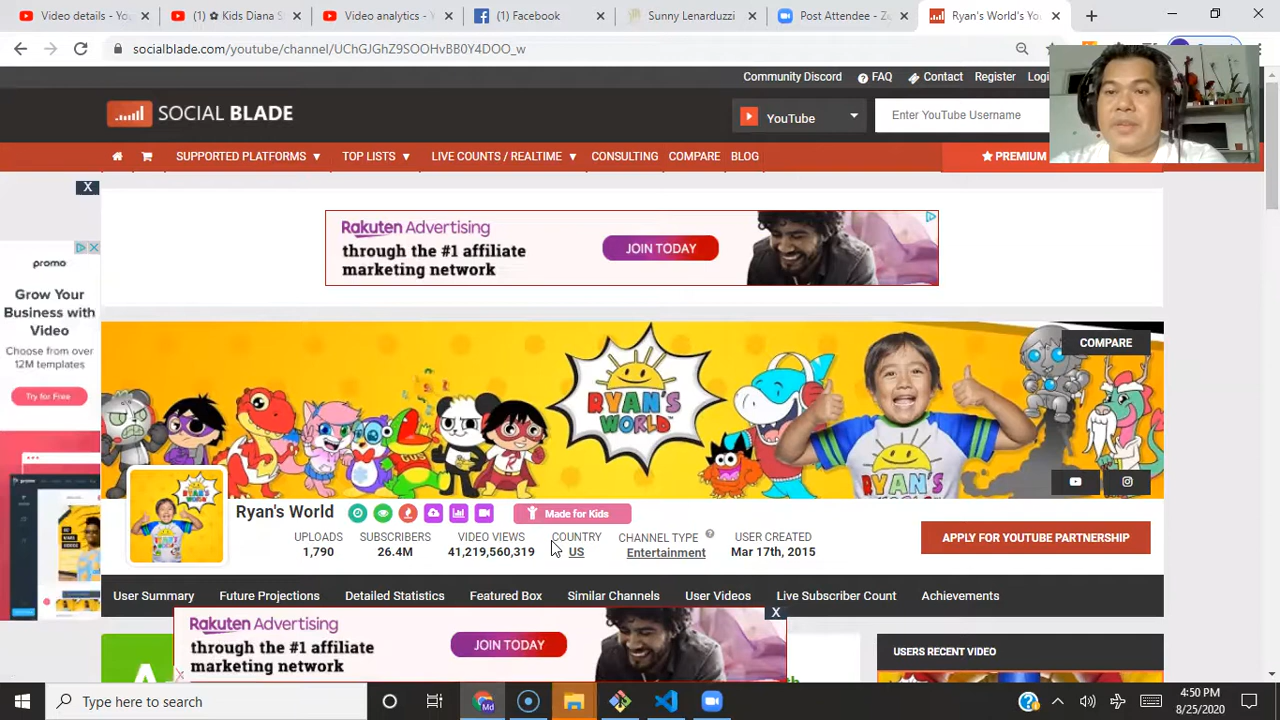 Video details - You
(1) ✿ Kids Diana S
Video analytics - Y
(1) Facebook
Sunny Lenarduzzi
Post Attendee - Z
Ryan's World's Yo
socialblade.com/youtube/channel/UChGJGhZ9SOOHvBB0Y4DOO_w
Community Discord
FAQ
Contact
Register
Logi
SOCIAL BLADE
YouTube
Enter YouTube Username
SUPPORTED PLATFORMS
TOP LISTS
LIVE COUNTS / REALTIME
CONSULTING
COMPARE
BLOG
PREMIUM
X
Rakuten Advertising
through the #1 affiliate
marketing network
JOIN TODAY
promo
Grow Your
Business with
Video
Choose from over
12M templates
Try for Free
COMPARE
RYAN'S
WORLD
Ryan's World
Made for Kids
UPLOADS
SUBSCRIBERS
VIDEO VIEWS
COUNTRY
CHANNEL TYPE
USER CREATED
1,790
26.4M
41,219,560,319
US
Entertainment
Mar 17th, 2015
APPLY FOR YOUTUBE PARTNERSHIP
User Summary
Future Projections
Detailed Statistics
Featured Box
Similar Channels
User Videos
Live Subscriber Count
Achievements
X
Rakuten Advertising
through the #1 affiliate
marketing network
JOIN TODAY
USERS RECENT VIDEO
Type here to search
4:50 PM
8/25/2020